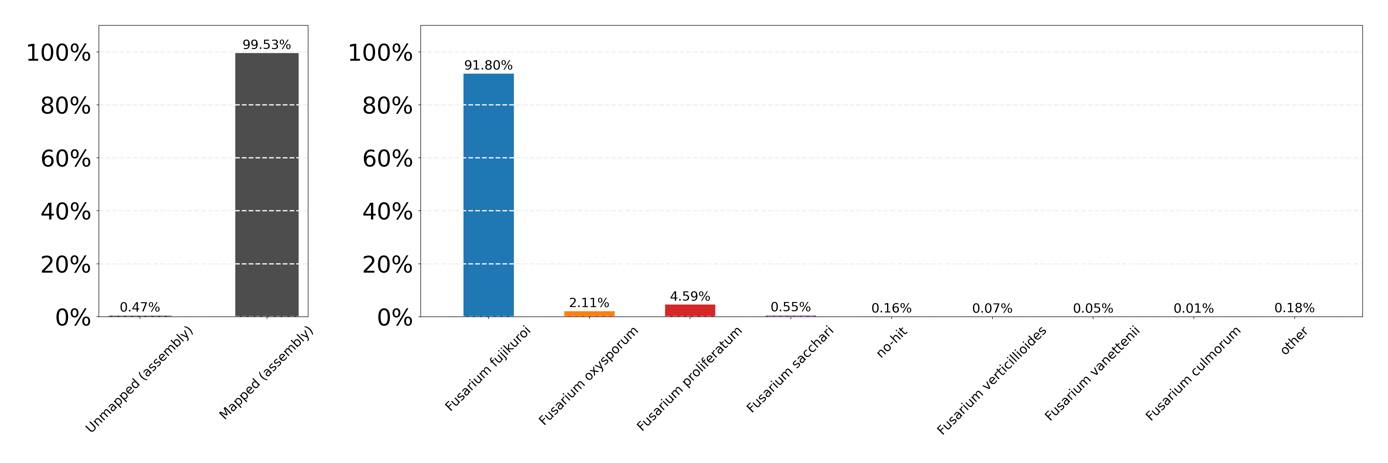 100%
80%
60%
40%
20%
0%
0.47%
99.53%
Unmapped (assembly)
Mapped (assembly)
100%
80%
60%
40%
20%
0%
91.80%
2.11%
4.59%
0.55%
0.16%
0.07%
0.05%
0.01%
0.18%
Fusarium fujikuroi
Fusarium oxysporum
Fusarium proliferatum
Fusarium sacchari
no-hit
Fusarium verticillioides
Fusarium vanettenii
Fusarium culmorum
other